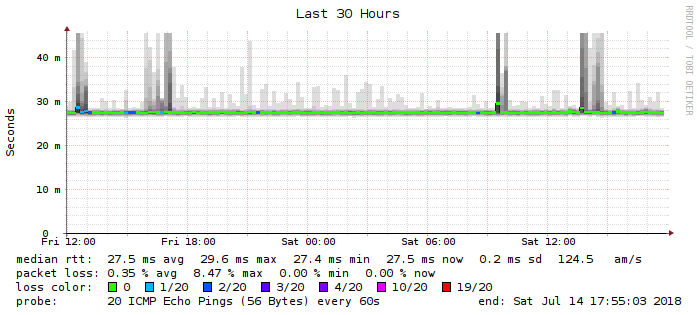 Last 30 Hours
RRDTOOL / TOBI OETIKER
Seconds
40 m
30 m
20 m
10 m
0
Fri 12:00 Fri 18:00 Sat 00:00 Sat 06:00 Sat 12:00
median rtt: 27.5 ms avg 29.6 ms max 27.4 ms min 27.5 ms now 0.2 ms sd 124.5 am/s
packet loss: 0.35 % avg 8.47 % max 0.00 % min 0.00 % now
loss color: 0 1/20 2/20 3/20 4/20 10/20 19/20
probe: 20 ICMP Echo Pings (56 Bytes) every 60s end: Sat Jul 14 17:55:03 2018